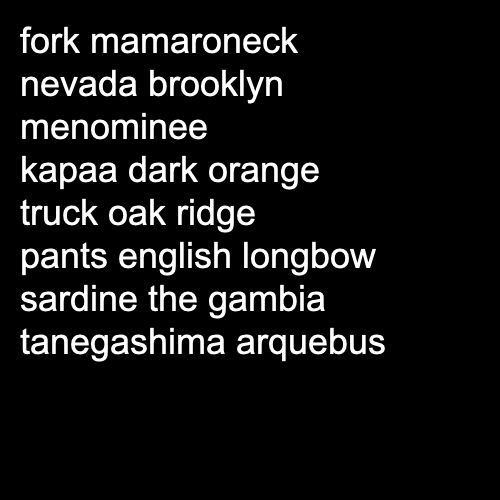 fork mamaroneck
nevada brooklyn
menominee
kapaa dark orange
truck oak ridge
pants english longbow
sardine the gambia
tanegashima arquebus